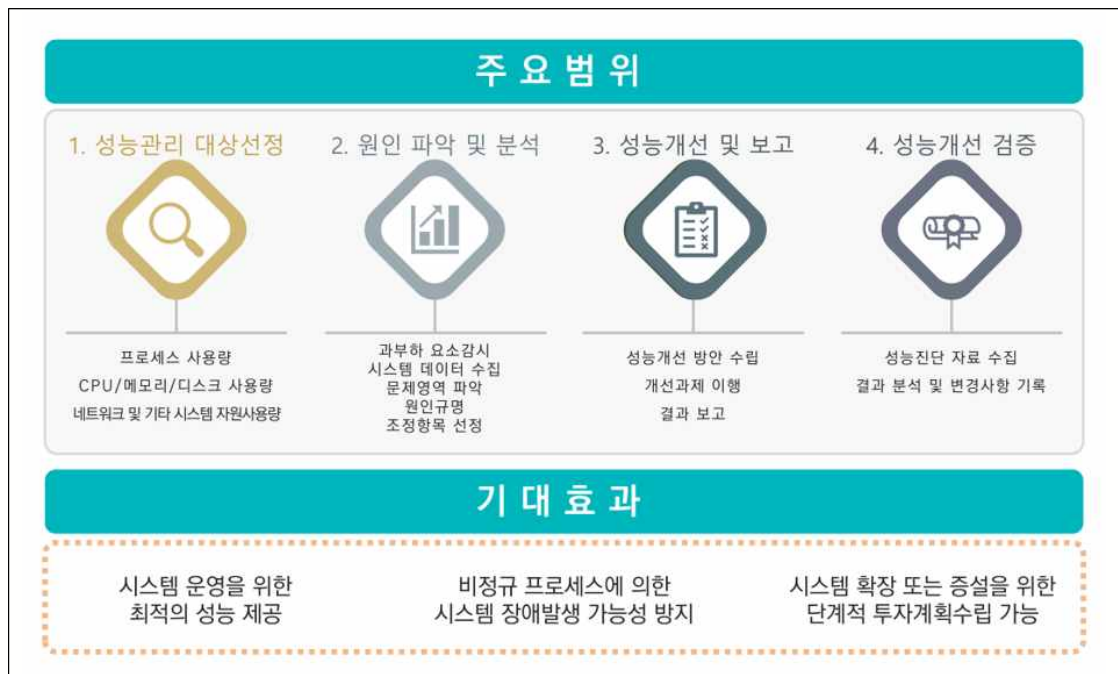 주요범위
1. 성능관리 대상선정
2. 원인 파악 및 분석
3. 성능개선 및 보고
4. 성능개선 검증
프로세스 사용량
CPU/메모리/디스크 사용량
네트워크 및 기타 시스템 자원사용량
과부하 요소감시
시스템 데이터 수집
문제영역 파악
원인규명
조정항목 선정
성능개선 방안 수립
개선과제 이행
결과 보고
성능진단 자료 수집
결과 분석 및 변경사항 기록
기대효과
시스템 운영을 위한
최적의 성능 제공
비정규 프로세스에 의한
시스템 장애발생 가능성 방지
시스템 확장 또는 증설을 위한
단계적 투자계획수립 가능